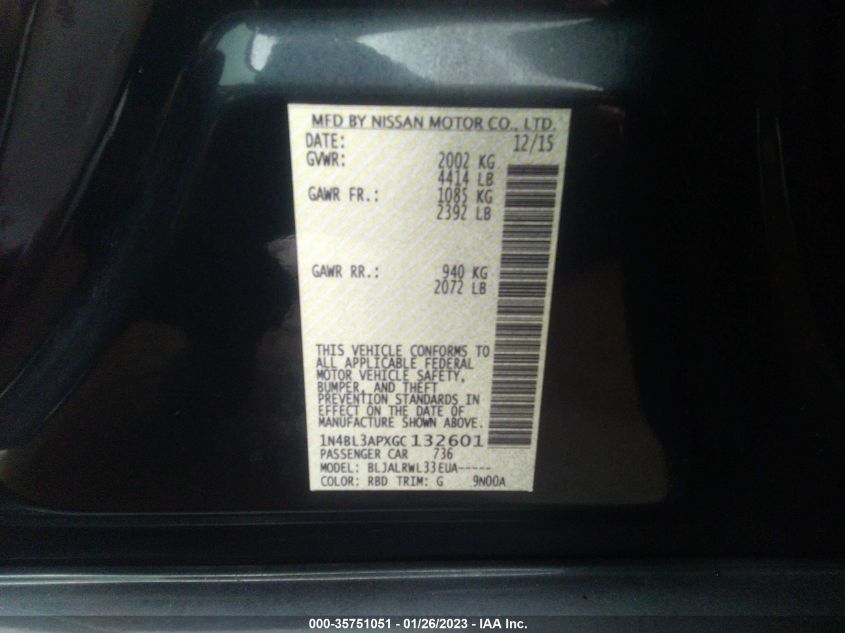 MFD BY NISSAN MOTOR CO., LTD.
DATE: 12/15
GVWR: 2002 KG
4414 LB
GAWR FR.: 1085 KG
2392 LB
GAWR RR.: 940 KG
2072 LB
THIS VEHICLE CONFORMS TO
ALL APPLICABLE FEDERAL
MOTOR VEHICLE SAFETY,
BUMPER, AND THEFT
PREVENTION STANDARDS IN
EFFECT ON THE DATE OF
MANUFACTURE SHOWN ABOVE.
1N4BL3APXGC132601
PASSENGER CAR 736
MODEL: BLJALRWL33EUA-----
COLOR: RBD TRIM: G 9N00A
000-35751051 — 01/26/2023 — IAA Inc.